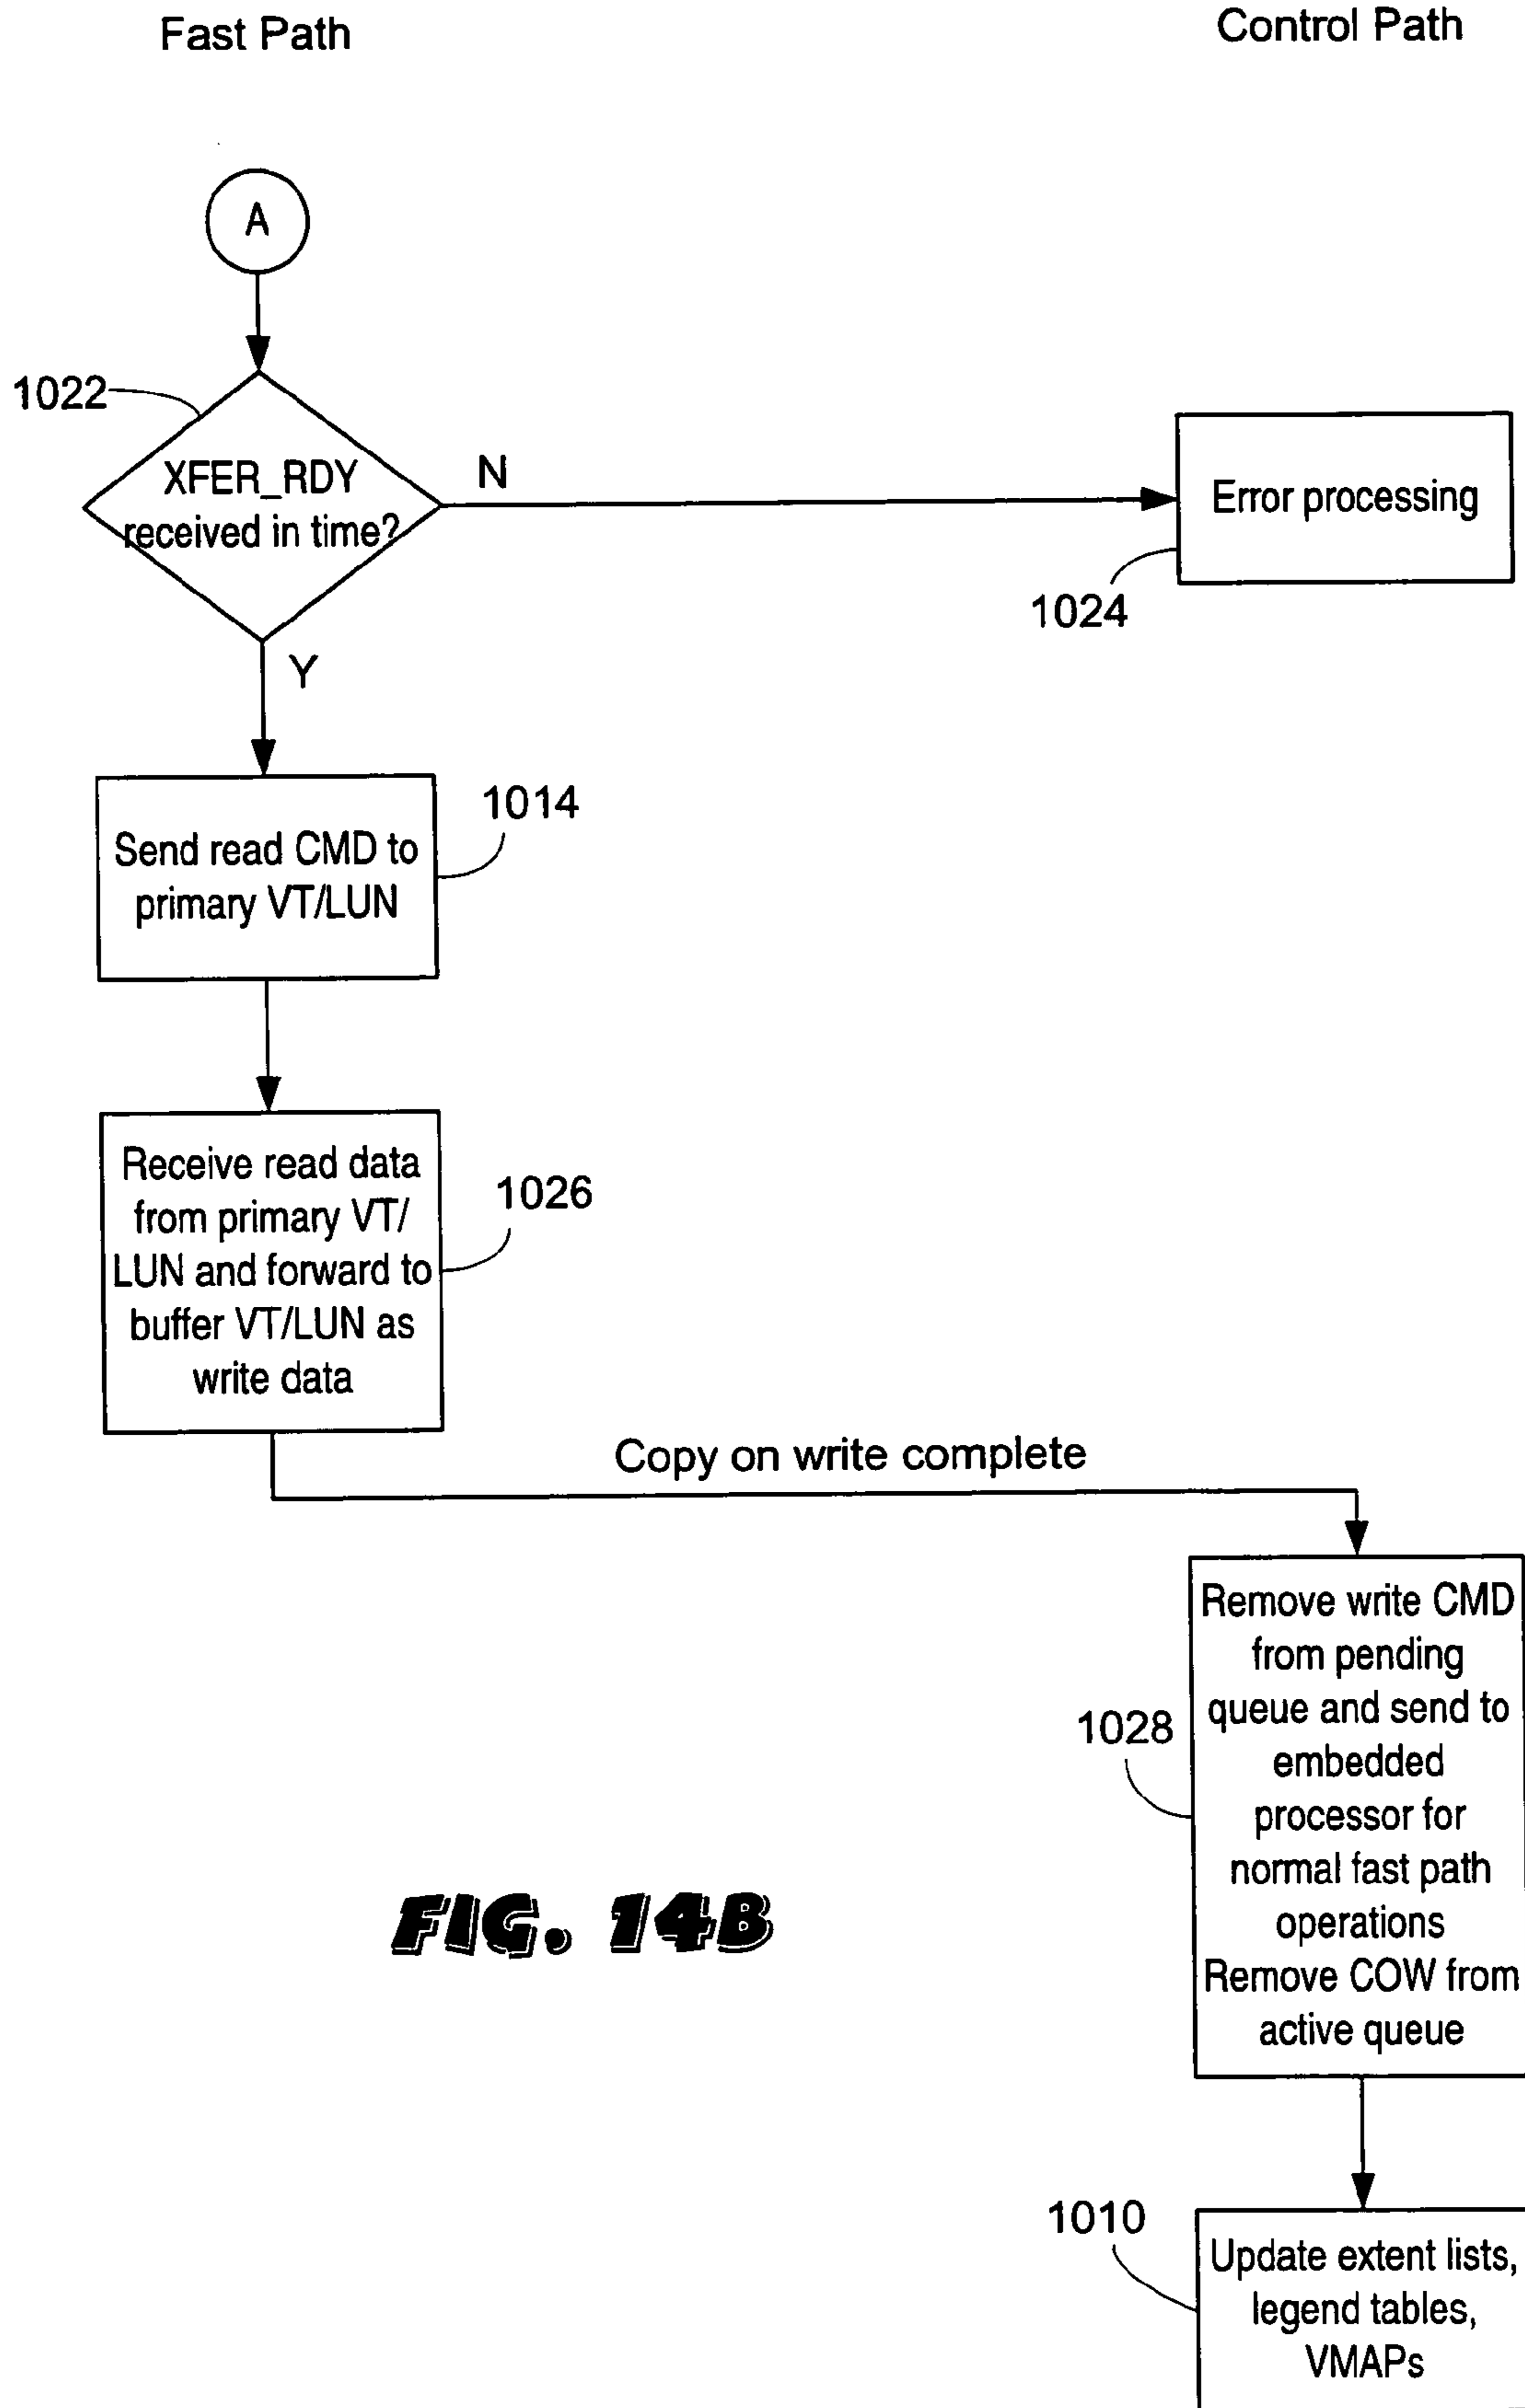 Fast Path
Control Path
A
1022
XFER_RDY
received in time?
N
Error processing
1024
Y
1014
Send read CMD to
primary VT/LUN
Receive read data
from primary VT/
LUN and forward to
buffer VT/LUN as
write data
1026
Copy on write complete
Remove write CMD
from pending
queue and send to
embedded
processor for
normal fast path
operations
Remove COW from
active queue
1028
FIG. 14B
1010
Update extent lists,
legend tables,
VMAPs